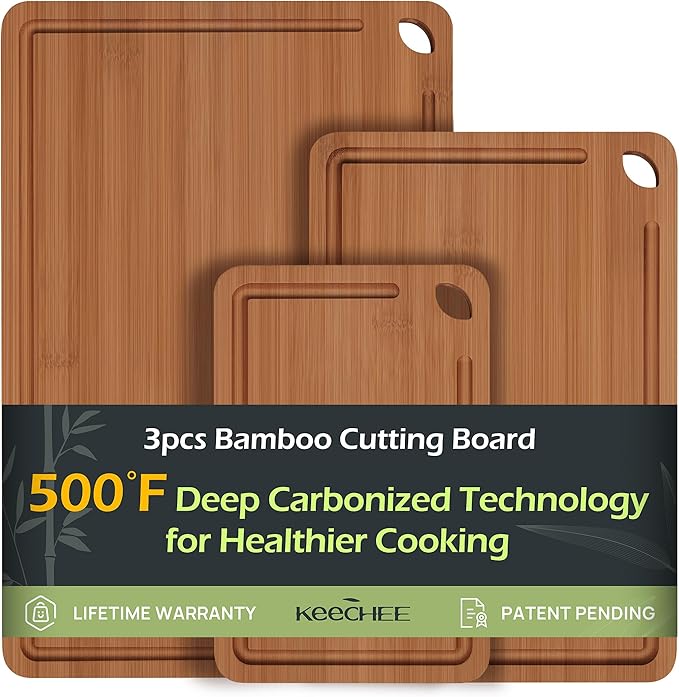 3pcs Bamboo Cutting Board
500°F Deep Carbonized Technology
for Healthier Cooking
LIFETIME WARRANTY KEECHEE PATENT PENDING